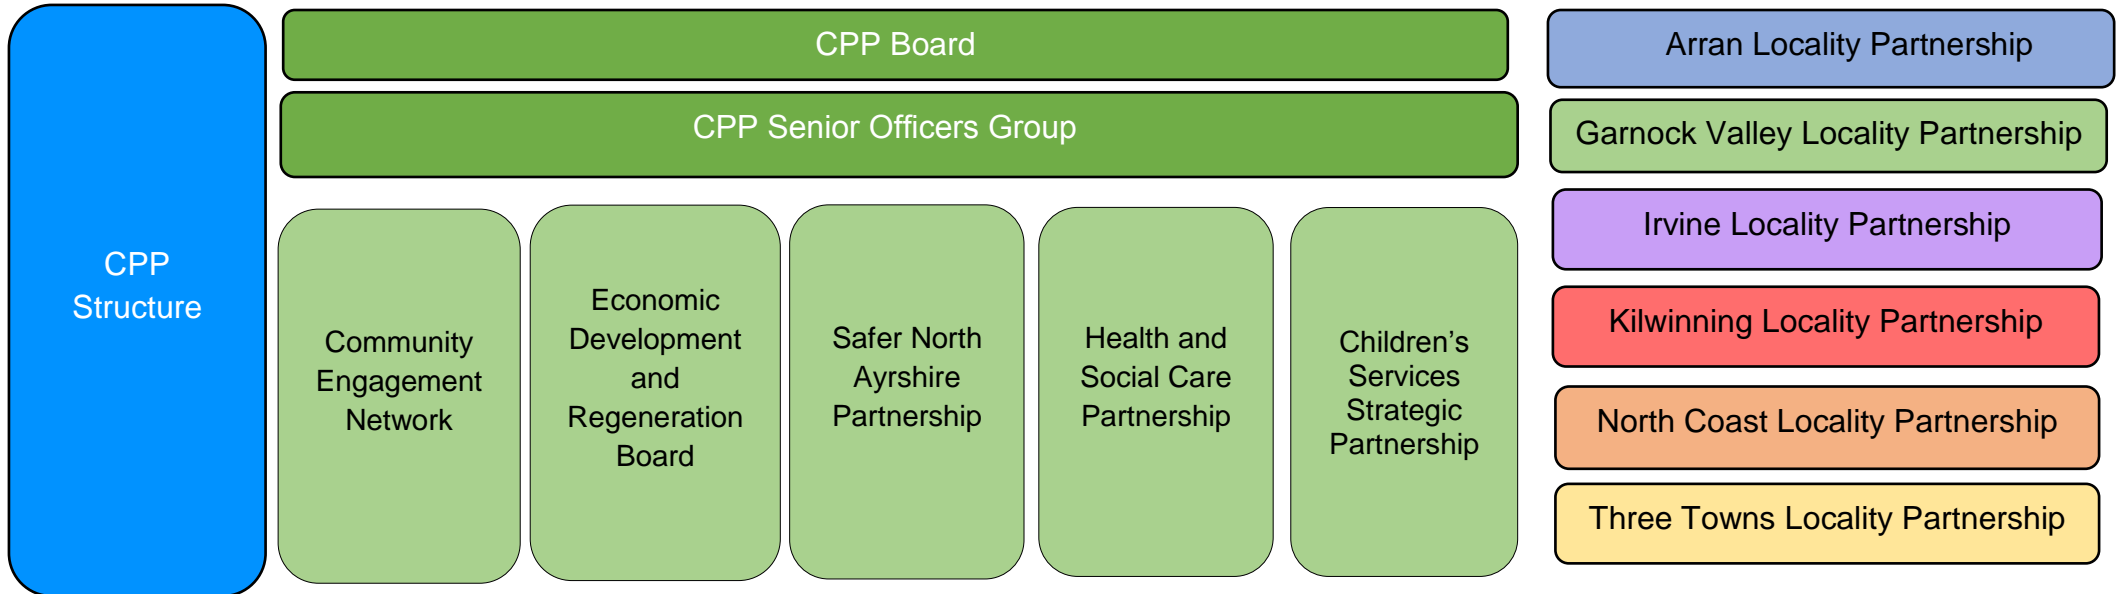 CPP
Structure
CPP Board
CPP Senior Officers Group
Community
Engagement
Network
Economic
Development
and
Regeneration
Board
Safer North
Ayrshire
Partnership
Health and
Social Care
Partnership
Children’s
Services
Strategic
Partnership
Arran Locality Partnership
Garnock Valley Locality Partnership
Irvine Locality Partnership
Kilwinning Locality Partnership
North Coast Locality Partnership
Three Towns Locality Partnership